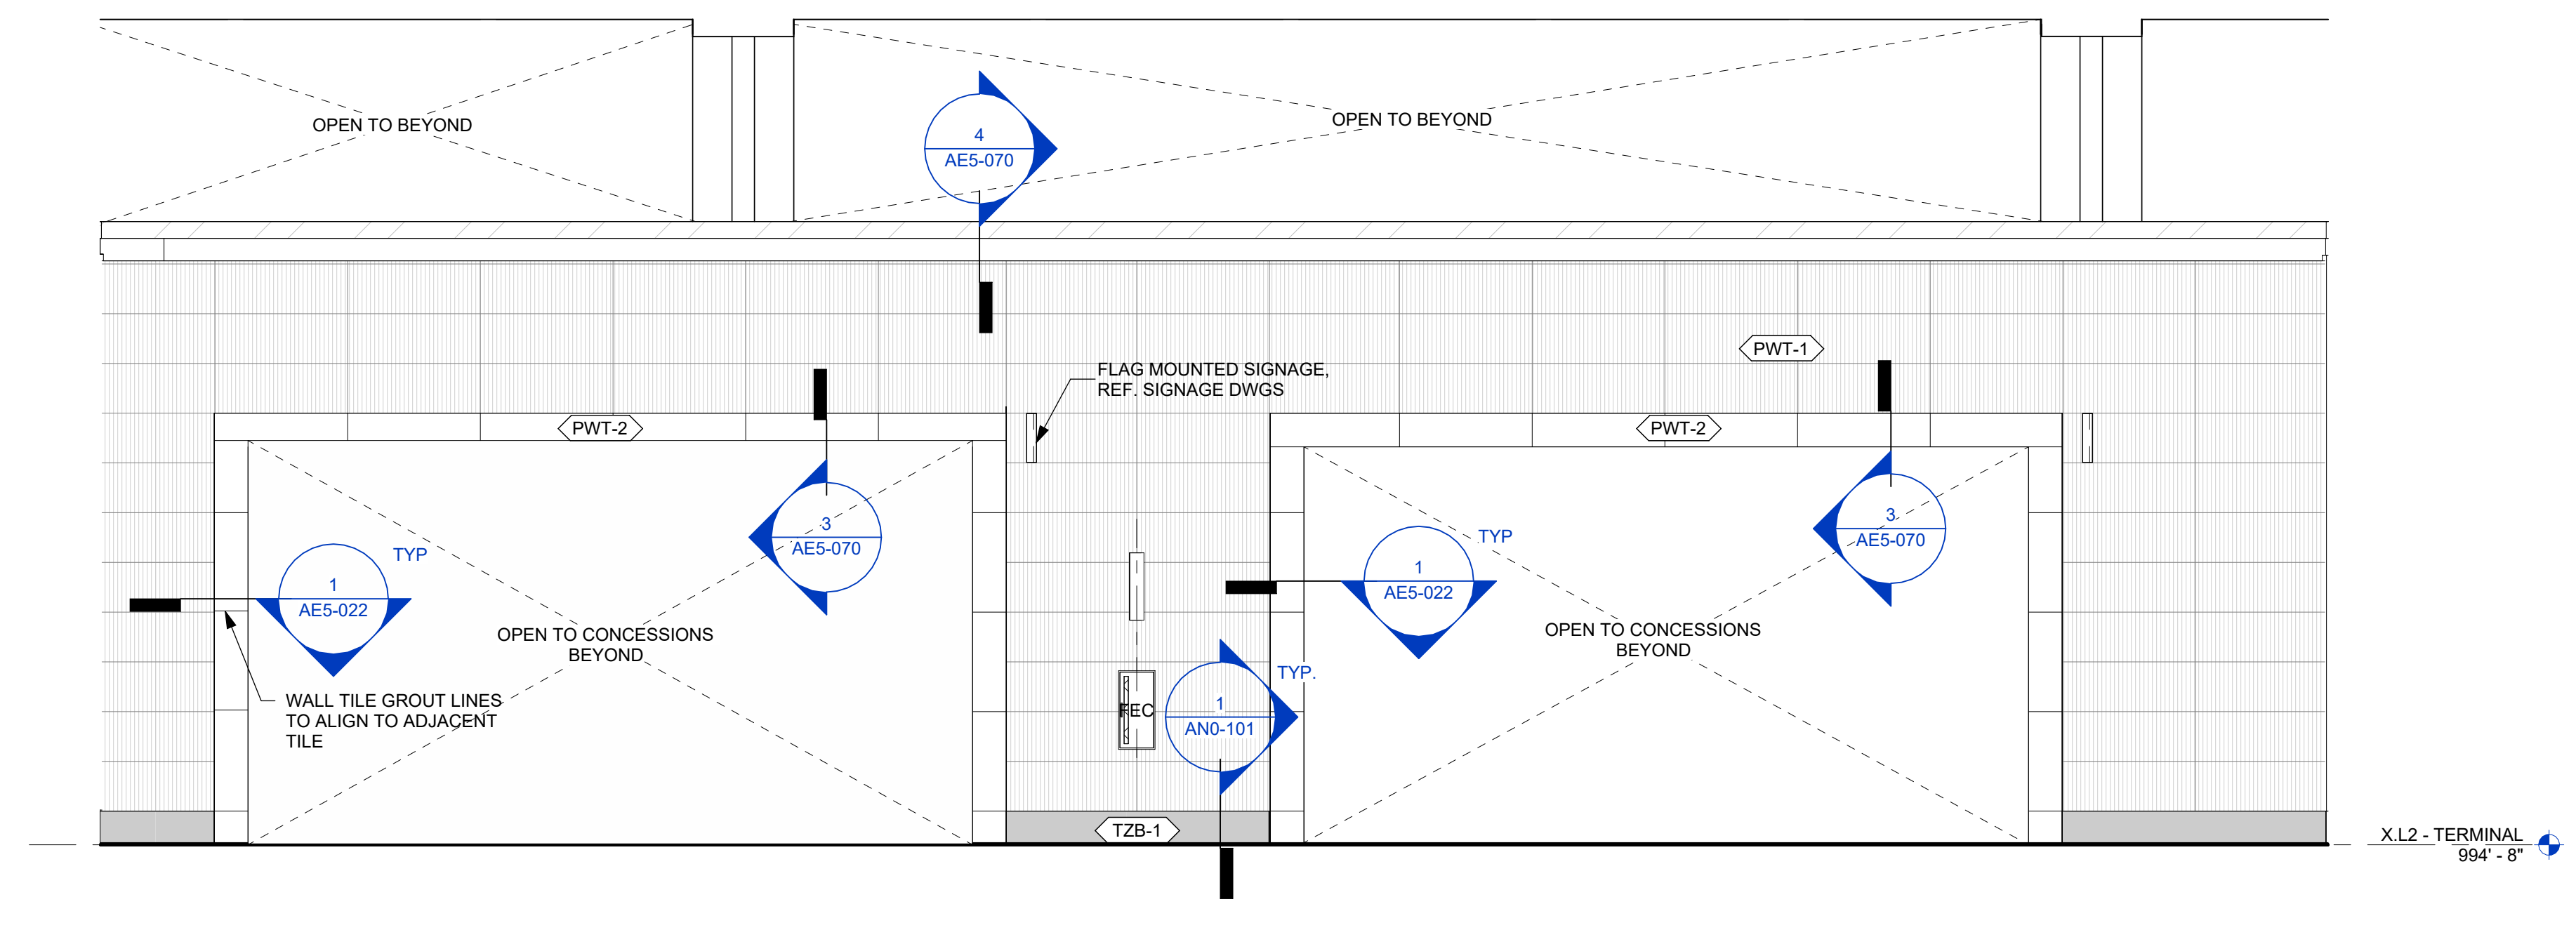 OPEN TO BEYOND
OPEN TO BEYOND
4
AE5-070
PWT-1
FLAG MOUNTED SIGNAGE,
REF. SIGNAGE DWGS
PWT-2
PWT-2
3
AE5-070
3
AE5-070
TYP
1
AE5-022
TYP
1
AE5-022
OPEN TO CONCESSIONS
BEYOND
OPEN TO CONCESSIONS
BEYOND
TYP.
WALL TILE GROUT LINES
TO ALIGN TO ADJACENT
TILE
FEC
1
AN0-101
TZB-1
X.L2 - TERMINAL
994' - 8"